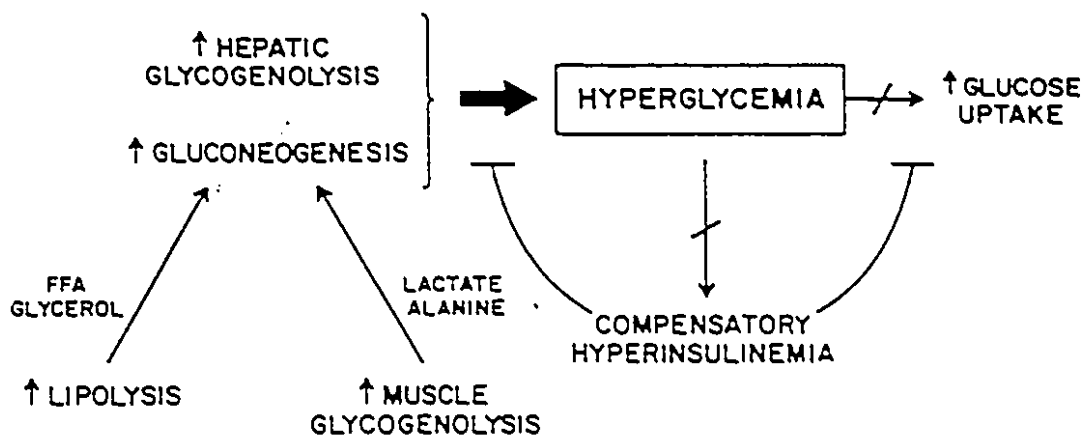 ↑ HEPATIC
GLYCOGENOLYSIS
↑ GLUCONEOGENESIS
HYPERGLYCEMIA
↑ GLUCOSE
UPTAKE
FFA
GLYCEROL
LACTATE
ALANINE
COMPENSATORY
HYPERINSULINEMIA
↑ LIPOLYSIS
↑ MUSCLE
GLYCOGENOLYSIS